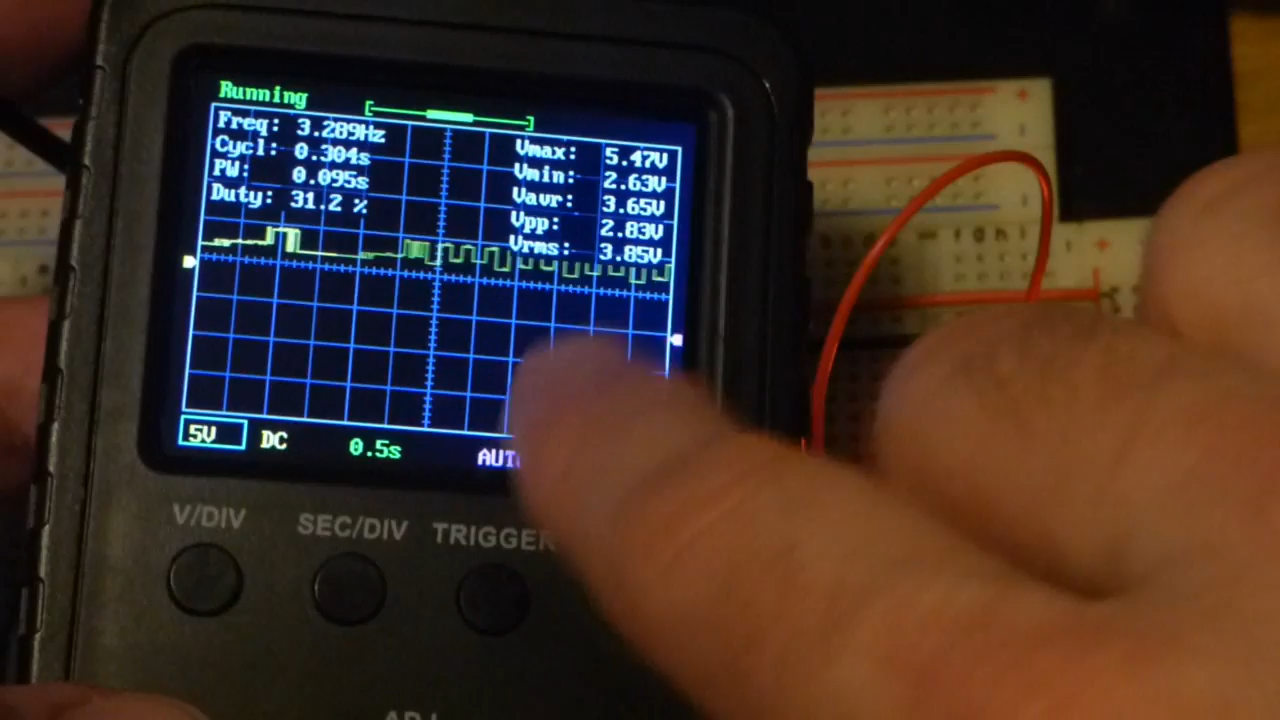 Running
Freq: 3.289Hz
Cycl: 0.304s
PW: 0.095s
Duty: 31.2 %
Vmax: 5.47V
Vmin: 2.63V
Vavr: 3.65V
Vpp: 2.83V
Vrms: 3.85V
5V DC 0.5s
V/DIV SEC/DIV TRIGGER